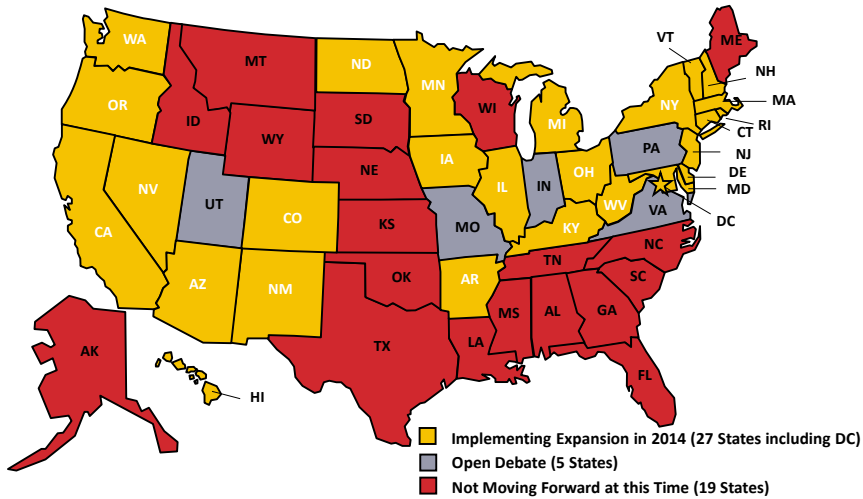 WA
MT
ND
MN
VT
ME
NH
OR
ID
WY
SD
WI
MI
NY
MA
RI
CT
NV
UT
NE
IA
IL
IN
OH
PA
NJ
DE
MD
DC
CA
CO
KS
MO
KY
WV
VA
AZ
NM
OK
AR
TN
NC
SC
MS
AL
GA
TX
LA
FL
AK
HI
Implementing Expansion in 2014 (27 States including DC)
Open Debate (5 States)
Not Moving Forward at this Time (19 States)